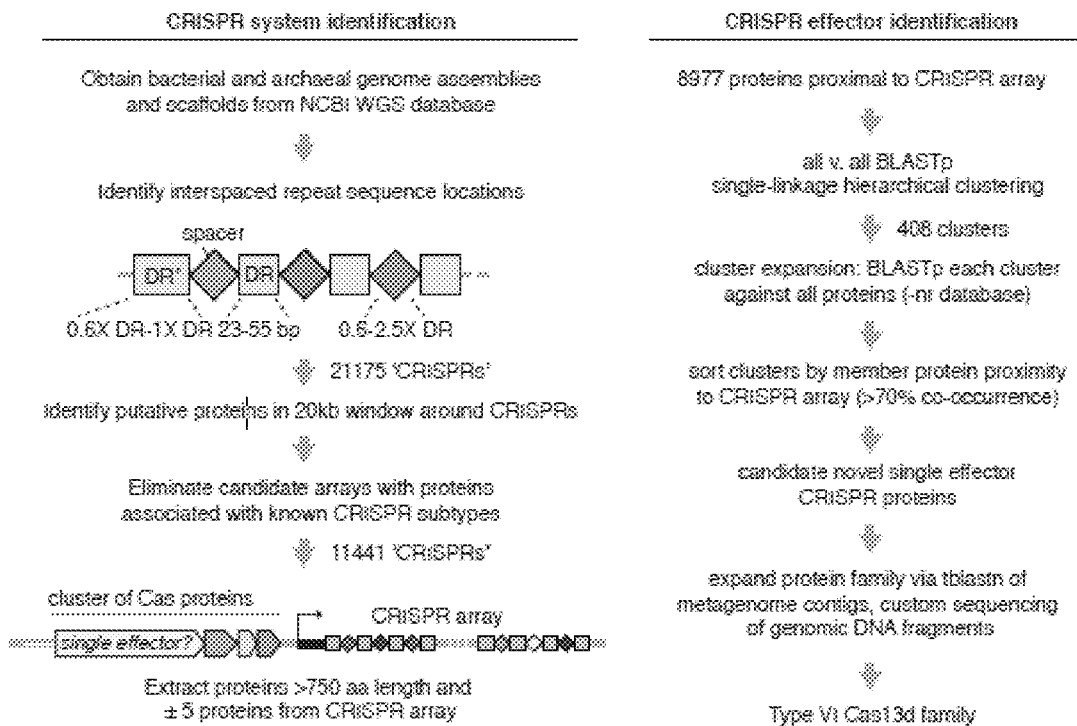 CRISPR system identification
Obtain bacterial and archaeal genome assemblies
and scaffolds from NCBI WGS database
Identify interspaced repeat sequence locations
spacer
DR* DR
0.6X DR-1X DR 23-55 bp 0.6-2.5X DR
21175 "CRISPRs"
Identify putative proteins in 20kb window around CRISPRs
Eliminate candidate arrays with proteins
associated with known CRISPR subtypes
11441 "CRISPRs"
cluster of Cas proteins
CRISPR array
single effector?
Extract proteins >750 aa length and
± 5 proteins from CRISPR array
CRISPR effector identification
8977 proteins proximal to CRISPR array
all v. all BLASTp
single-linkage hierarchical clustering
408 clusters
cluster expansion: BLASTp each cluster
against all proteins (-nr database)
sort clusters by member protein proximity
to CRISPR array (>70% co-occurrence)
candidate novel single effector
CRISPR proteins
expand protein family via tblastn of
metagenome contigs, custom sequencing
of genomic DNA fragments
Type VI Cas13d family